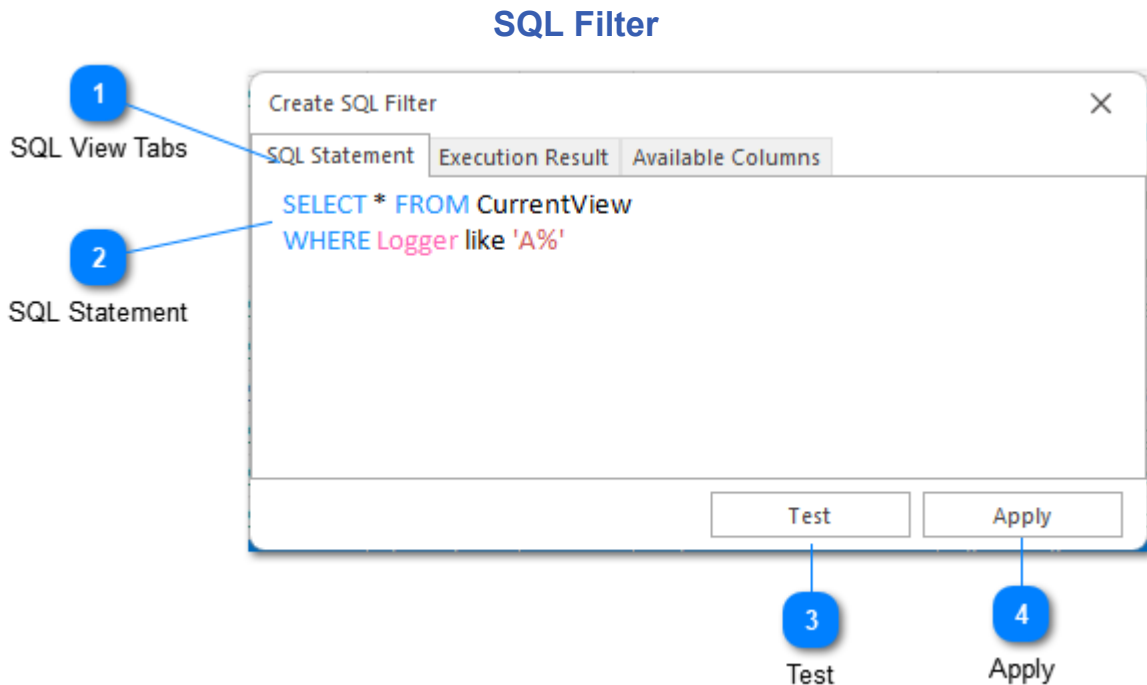 SQL Filter
1
SQL View Tabs
Create SQL Filter
SQL Statement Execution Result Available Columns
SELECT * FROM CurrentView
WHERE Logger like 'A%'
2
SQL Statement
Test Apply
3
Test
4
Apply